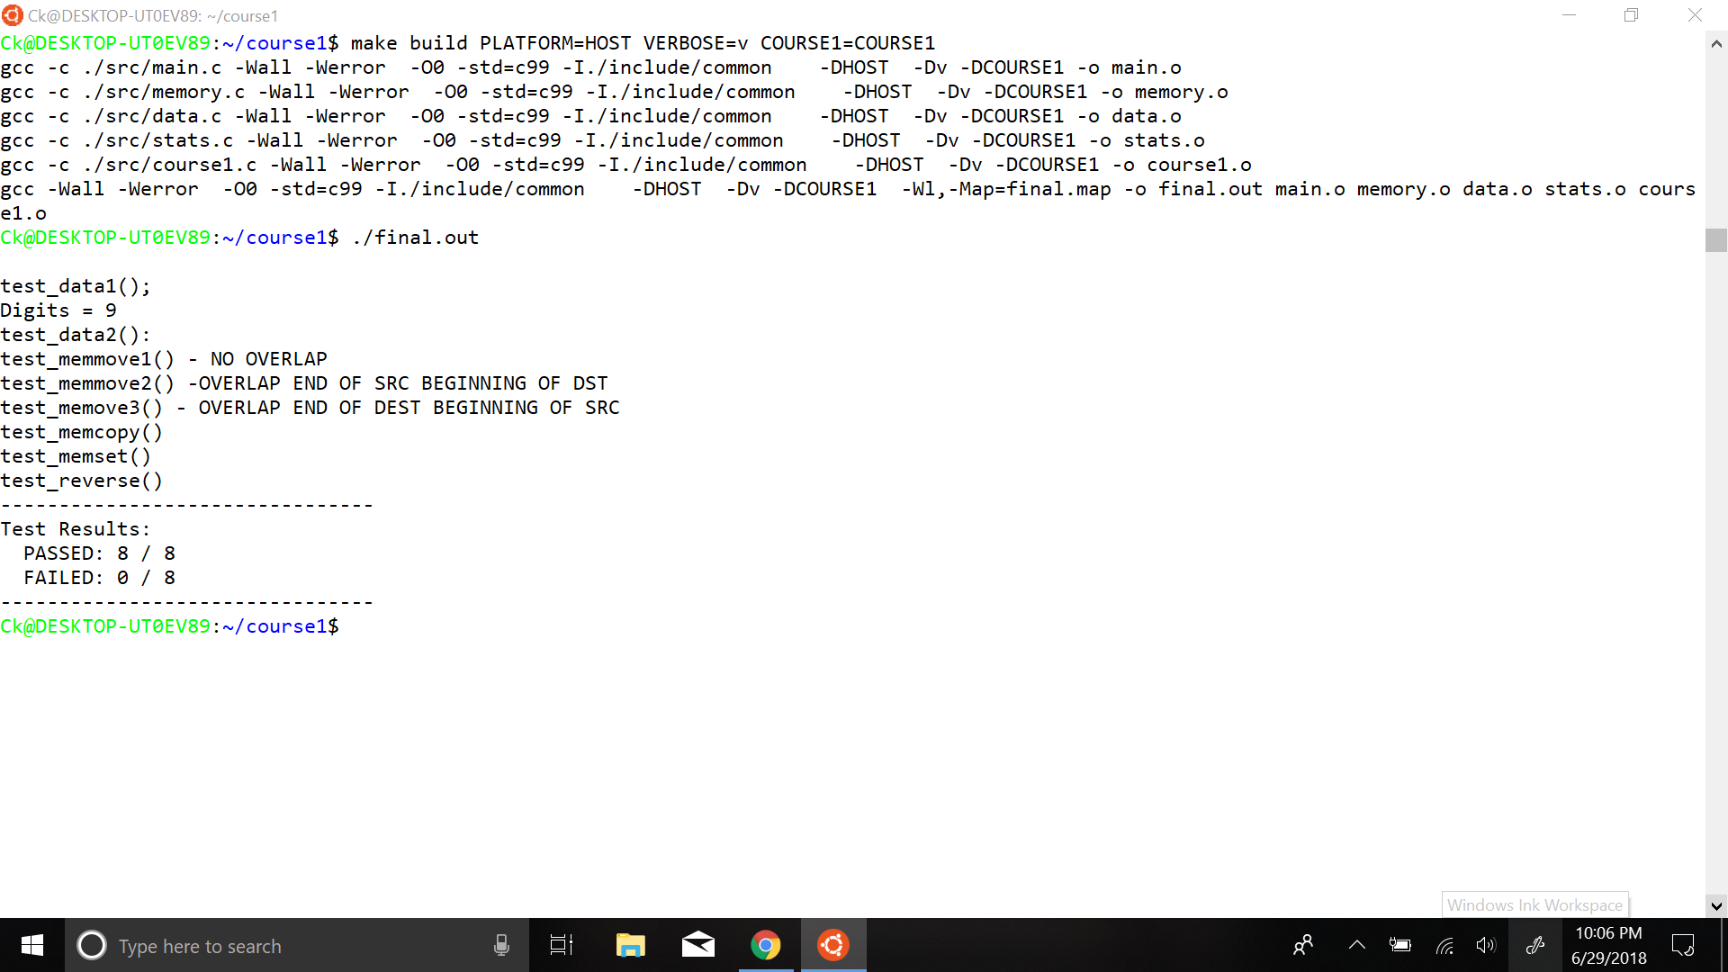 Ck@DESKTOP-UT0EV89: ~/course1
Ck@DESKTOP-UT0EV89:~/course1$ make build PLATFORM=HOST VERBOSE=v COURSE1=COURSE1
gcc -c ./src/main.c -Wall -Werror  -O0 -std=c99 -I./include/common    -DHOST  -Dv -DCOURSE1 -o main.o
gcc -c ./src/memory.c -Wall -Werror  -O0 -std=c99 -I./include/common    -DHOST  -Dv -DCOURSE1 -o memory.o
gcc -c ./src/data.c -Wall -Werror  -O0 -std=c99 -I./include/common    -DHOST  -Dv -DCOURSE1 -o data.o
gcc -c ./src/stats.c -Wall -Werror  -O0 -std=c99 -I./include/common    -DHOST  -Dv -DCOURSE1 -o stats.o
gcc -c ./src/course1.c -Wall -Werror  -O0 -std=c99 -I./include/common    -DHOST  -Dv -DCOURSE1 -o course1.o
gcc -Wall -Werror  -O0 -std=c99 -I./include/common    -DHOST  -Dv -DCOURSE1  -Wl,-Map=final.map -o final.out main.o memory.o data.o stats.o cours
e1.o
Ck@DESKTOP-UT0EV89:~/course1$ ./final.out
test_data1();
Digits = 9
test_data2():
test_memmove1() - NO OVERLAP
test_memmove2() -OVERLAP END OF SRC BEGINNING OF DST
test_memove3() - OVERLAP END OF DEST BEGINNING OF SRC
test_memcopy()
test_memset()
test_reverse()
--------------------------------
Test Results:
  PASSED: 8 / 8
  FAILED: 0 / 8
--------------------------------
Ck@DESKTOP-UT0EV89:~/course1$
Windows Ink Workspace
Type here to search
10:06 PM
6/29/2018